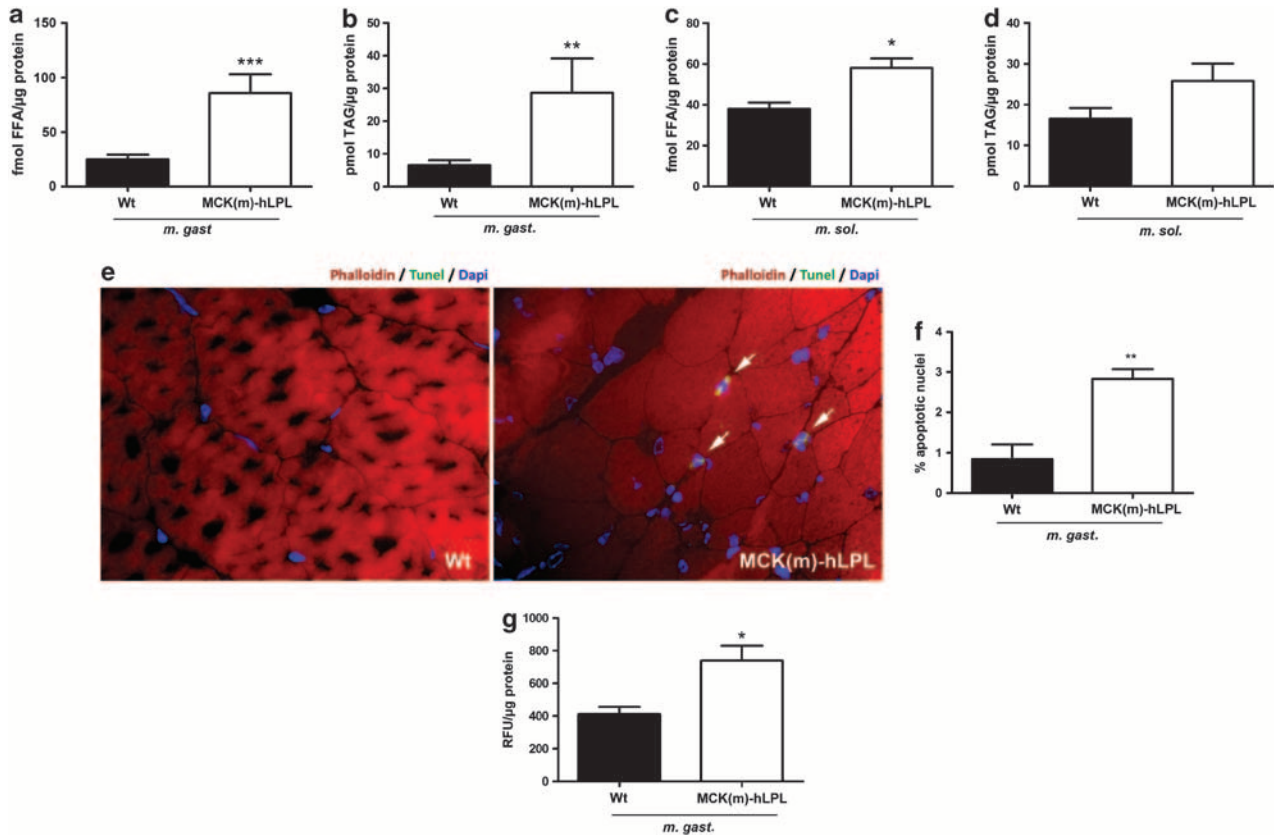 a
fmol FFA/µg protein
150
100
50
0
***
Wt
MCK(m)-hLPL
m. gast
b
pmol TAG/µg protein
50
40
30
20
10
0
**
Wt
MCK(m)-hLPL
m. gast.
c
fmol FFA/µg protein
80
60
40
20
0
*
Wt
MCK(m)-hLPL
m. sol.
d
pmol TAG/µg protein
40
30
20
10
0
Wt
MCK(m)-hLPL
m. sol.
e
Phalloidin / Tunel / Dapi
Wt
Phalloidin / Tunel / Dapi
MCK(m)-hLPL
f
% apoptotic nuclei
4
3
2
1
0
**
Wt
MCK(m)-hLPL
m. gast.
g
RFU/µg protein
1000
800
600
400
200
0
*
Wt
MCK(m)-hLPL
m. gast.